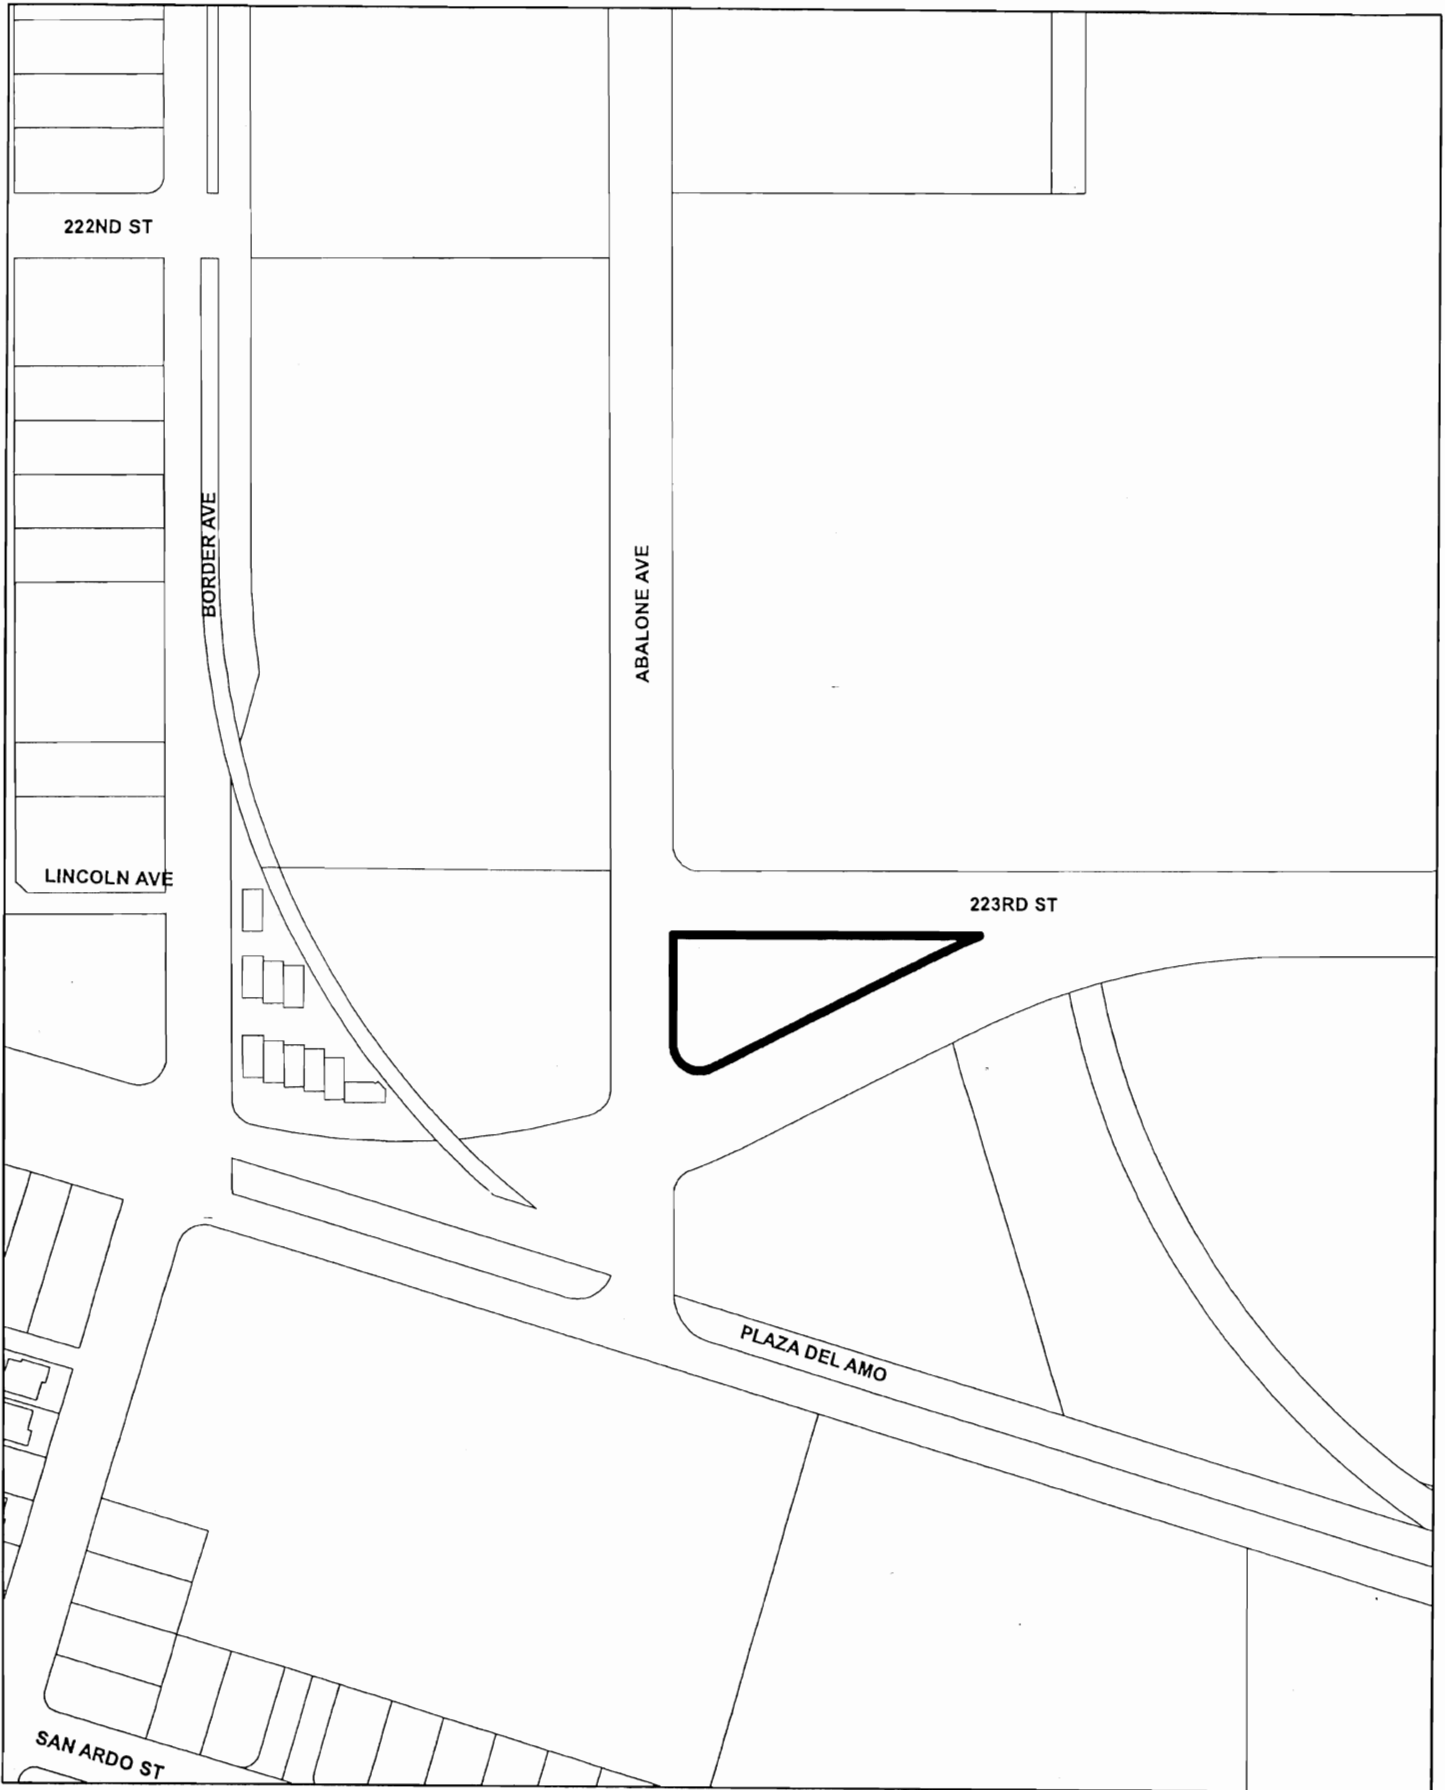 222ND ST
BORDER AVE
ABALONE AVE
LINCOLN AVE
223RD ST
PLAZA DEL AMO
SAN ARDO ST